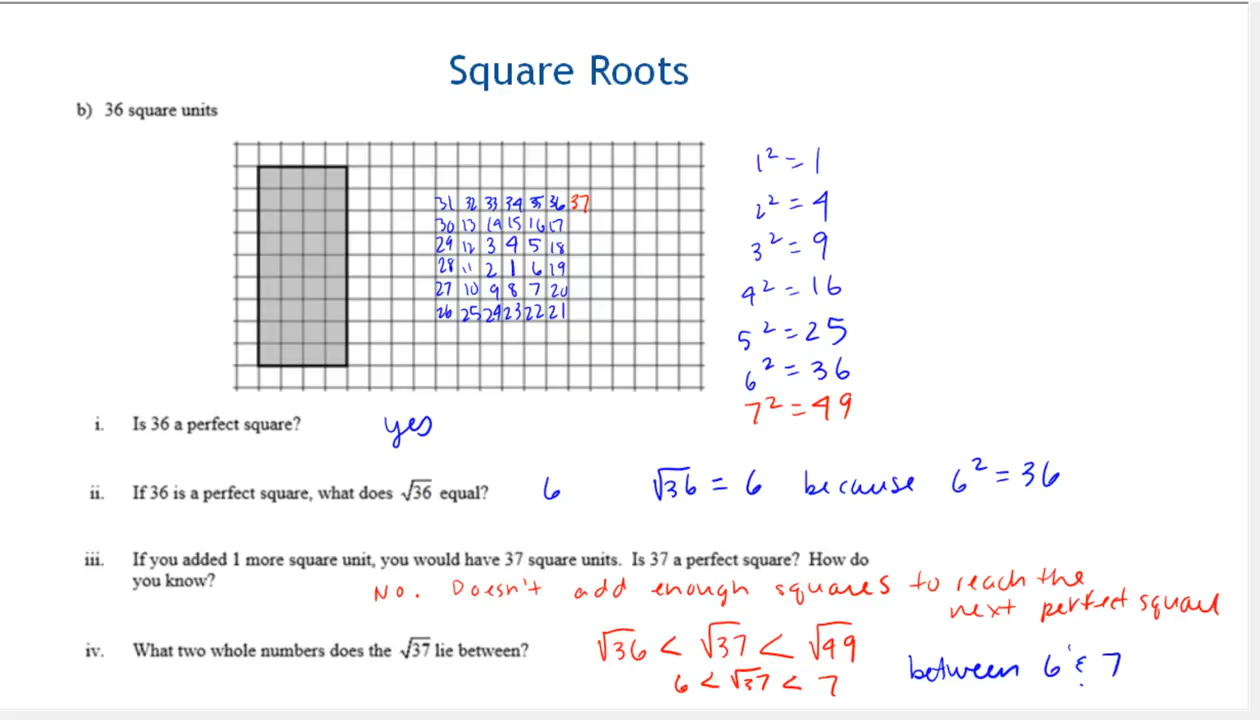 Square Roots
b) 36 square units
31 32 33 34 35 36 37
30 13 14 15 16 17
29 12 3 4 5 18
28 11 2 1 6 19
27 10 9 8 7 20
26 25 24 23 22 21
1² = 1
2² = 4
3² = 9
4² = 16
5² = 25
6² = 36
7² = 49
i. Is 36 a perfect square? yes
ii. If 36 is a perfect square, what does √36 equal? 6 √36 = 6 because 6² = 36
iii. If you added 1 more square unit, you would have 37 square units. Is 37 a perfect square? How do
you know? No. Doesn't add enough squares to reach the
next perfect square
iv. What two whole numbers does the √37 lie between? √36 < √37 < √49
6 < √37 < 7 between 6 & 7